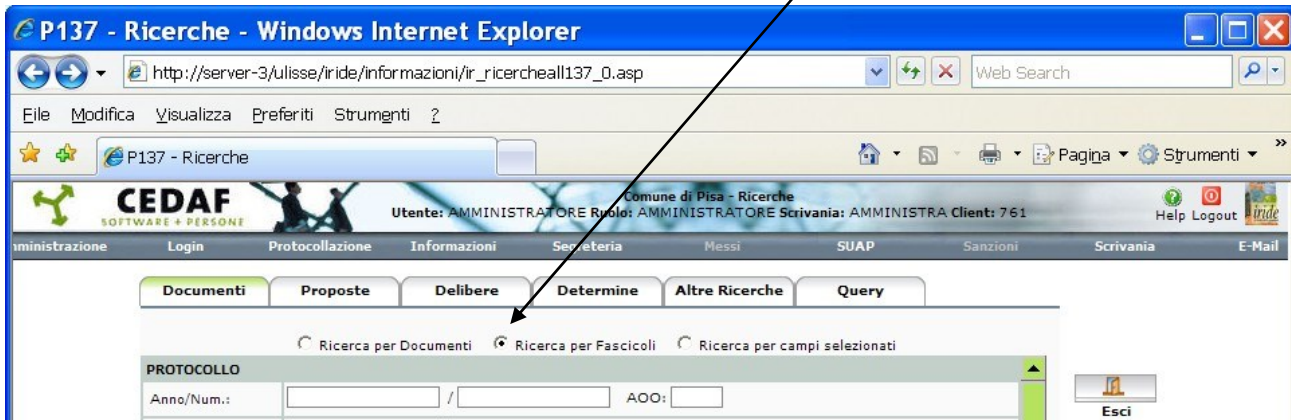 P137 - Ricerche - Windows Internet Explorer
http://server-3/ulisse/iride/informazioni/ir_ricercheall137_0.asp Web Search
File Modifica Visualizza Preferiti Strumenti ?
P137 - Ricerche Pagina Strumenti »
CEDAF
SOFTWARE + PERSONE
Comune di Pisa - Ricerche
Utente: AMMINISTRATORE Ruolo: AMMINISTRATORE Scrivania: AMMINISTRA Client: 761
Help Logout iride
mministrazione Login Protocollazione Informazioni Segreteria Messi SUAP Sanzioni Scrivania E-Mail
Documenti Proposte Delibere Determine Altre Ricerche Query
Ricerca per Documenti Ricerca per Fascicoli Ricerca per campi selezionati
PROTOCOLLO
Anno/Num.: / AOO:
Esci